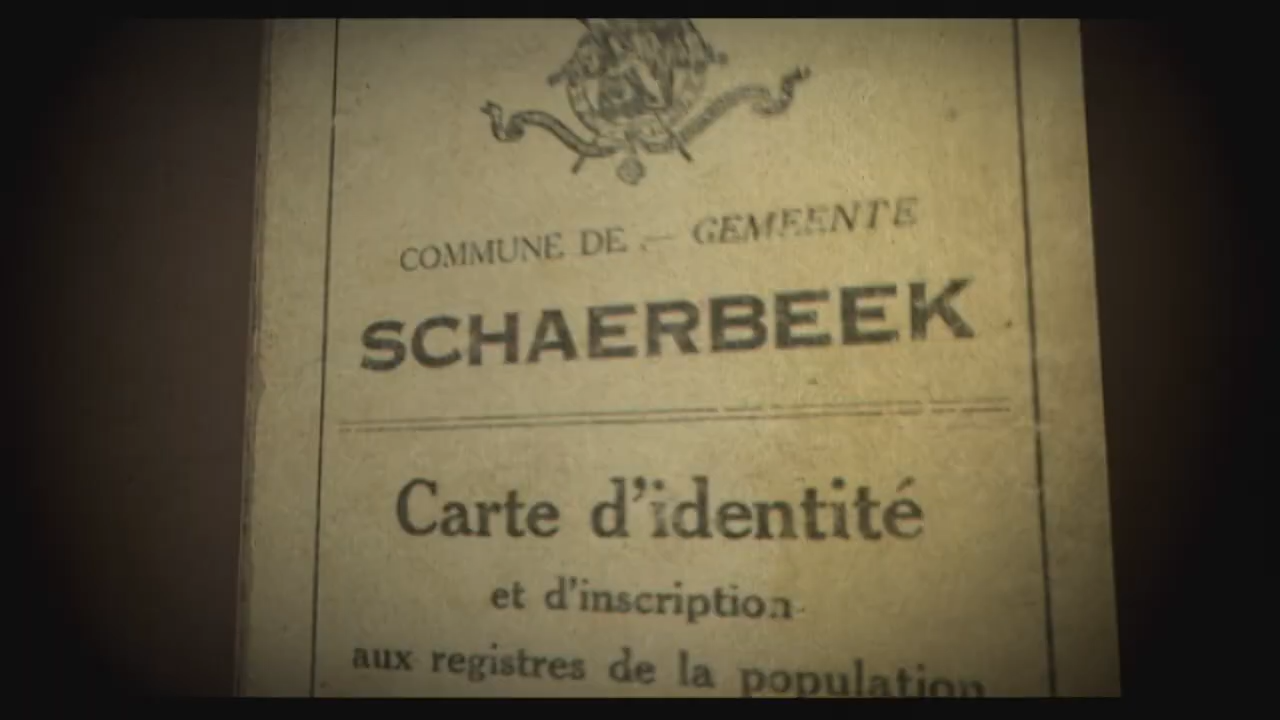 COMMUNE DE — GEMEENTE
SCHAERBEEK
Carte d'identité
et d'inscription
aux registres de la population